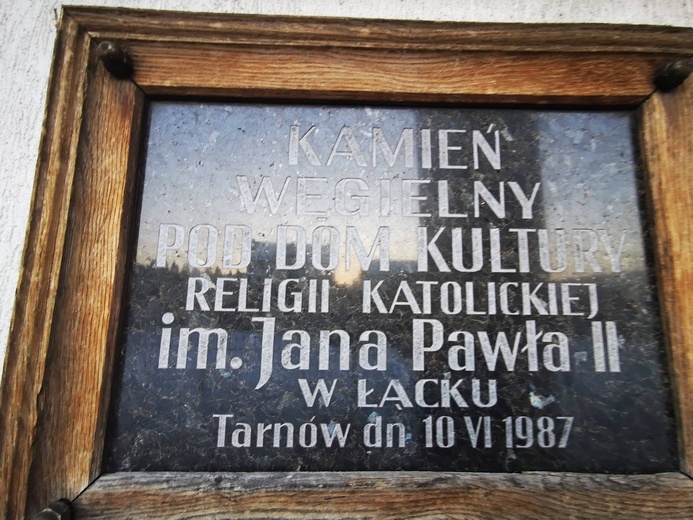 KAMIEŃ
WĘGIELNY
POD DOM KULTURY
RELIGII KATOLICKIEJ
im. Jana Pawła II
W ŁĄCKU
Tarnów dn 10 VI 1987